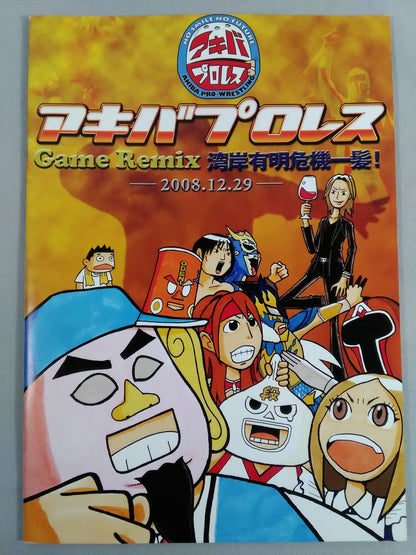 NO SMILE NO FUTURE
アキバ
プロレス
AKIBA PRO-WRESTLING
アキバプロレス
Game Remix 湾岸有明危機一髪!
2008.12.29
殺
T